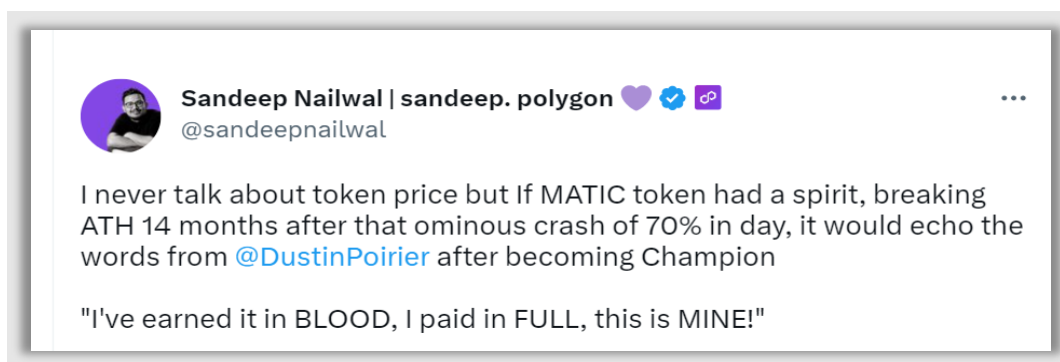 Sandeep Nailwal | sandeep. polygon 💜
@sandeepnailwal
I never talk about token price but If MATIC token had a spirit, breaking
ATH 14 months after that ominous crash of 70% in day, it would echo the
words from @DustinPoirier after becoming Champion
"I've earned it in BLOOD, I paid in FULL, this is MINE!"